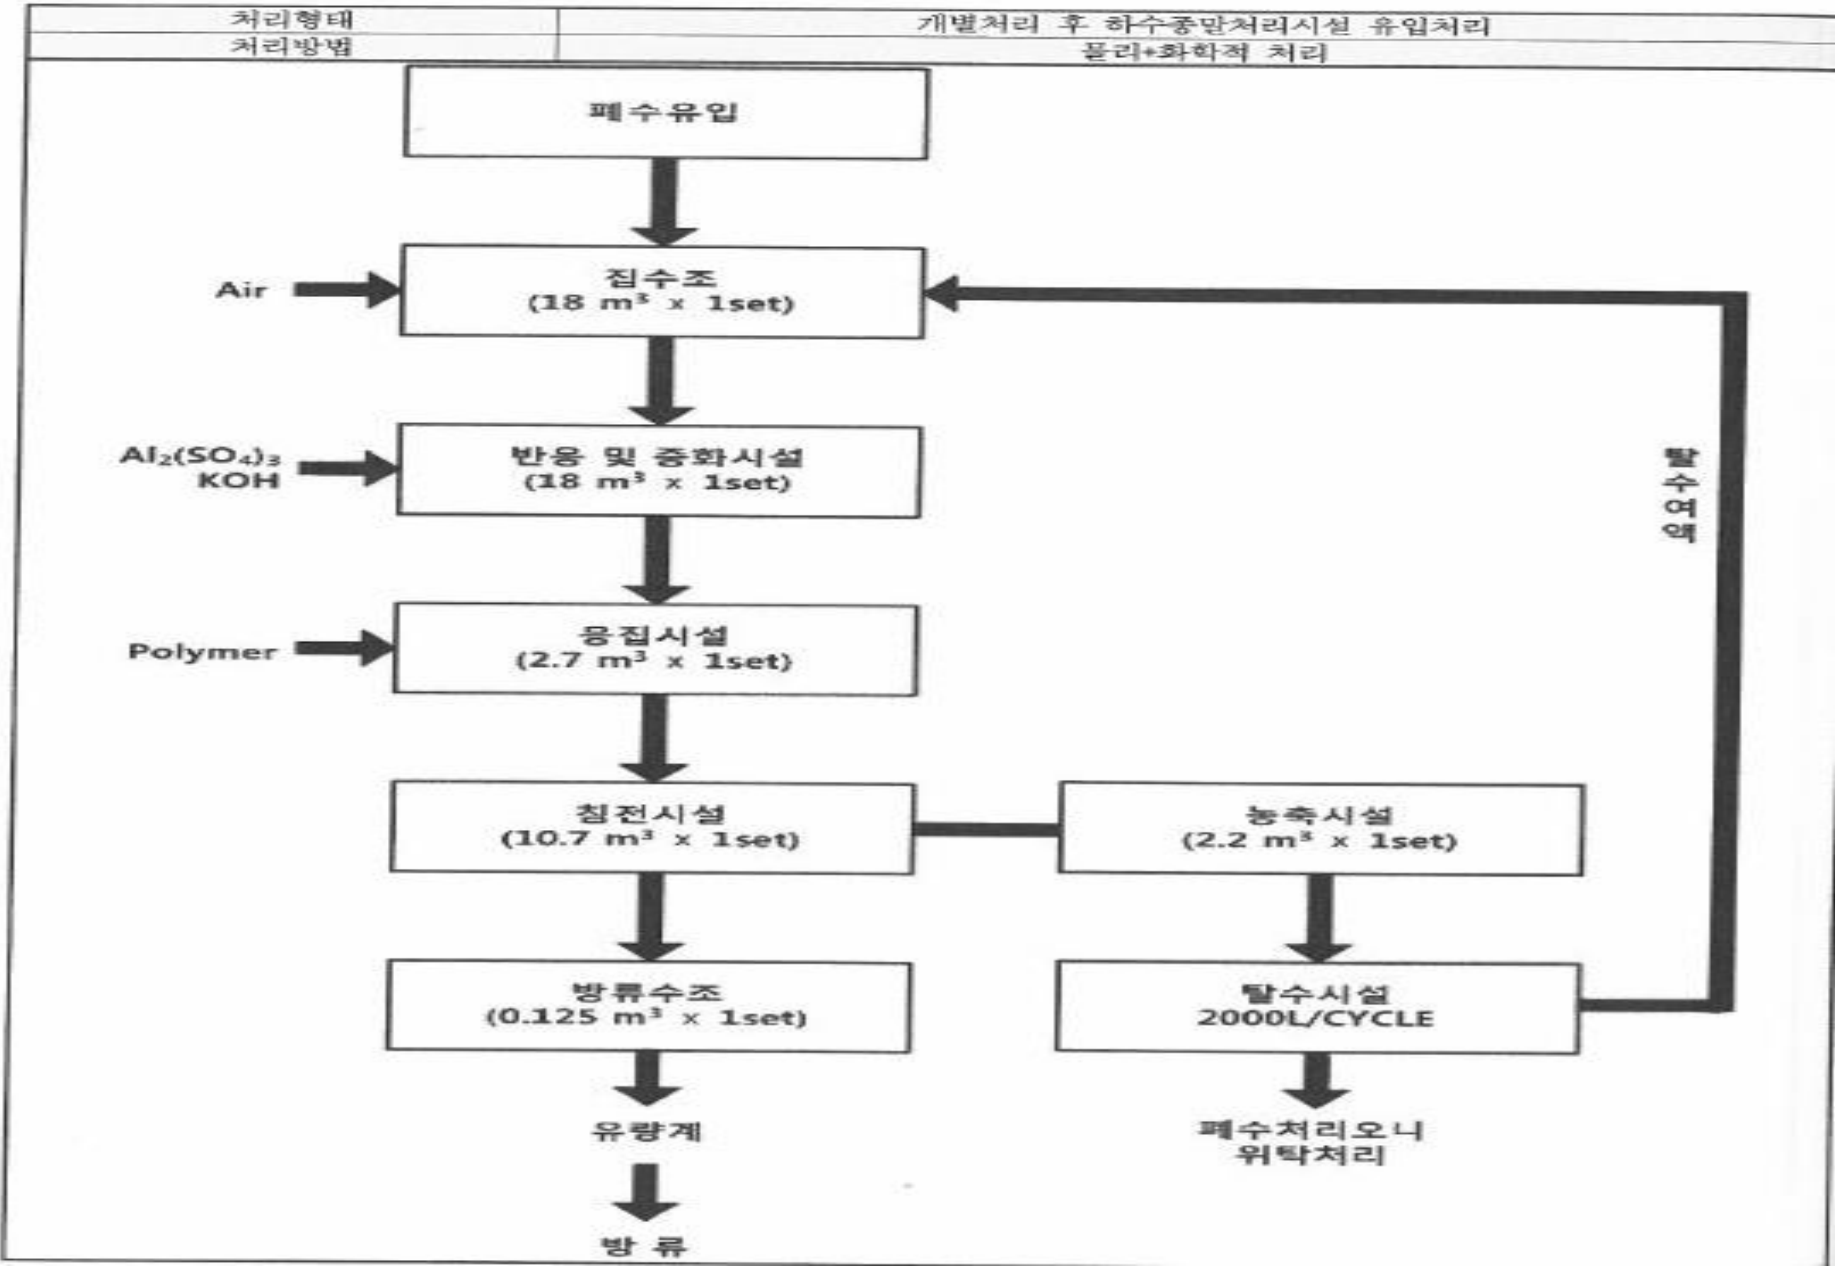 처리형태
개별처리 후 하수종말처리시설 유입처리
처리방법
물리+화학적 처리
폐수유입
Air
집수조
(18 m³ x 1set)
Al₂(SO₄)₃
KOH
반응 및 중화시설
(18 m³ x 1set)
탈수여액
Polymer
응집시설
(2.7 m³ x 1set)
침전시설
(10.7 m³ x 1set)
농축시설
(2.2 m³ x 1set)
방류수조
(0.125 m³ x 1set)
탈수시설
2000L/CYCLE
유량계
폐수처리오니
위탁처리
방 류